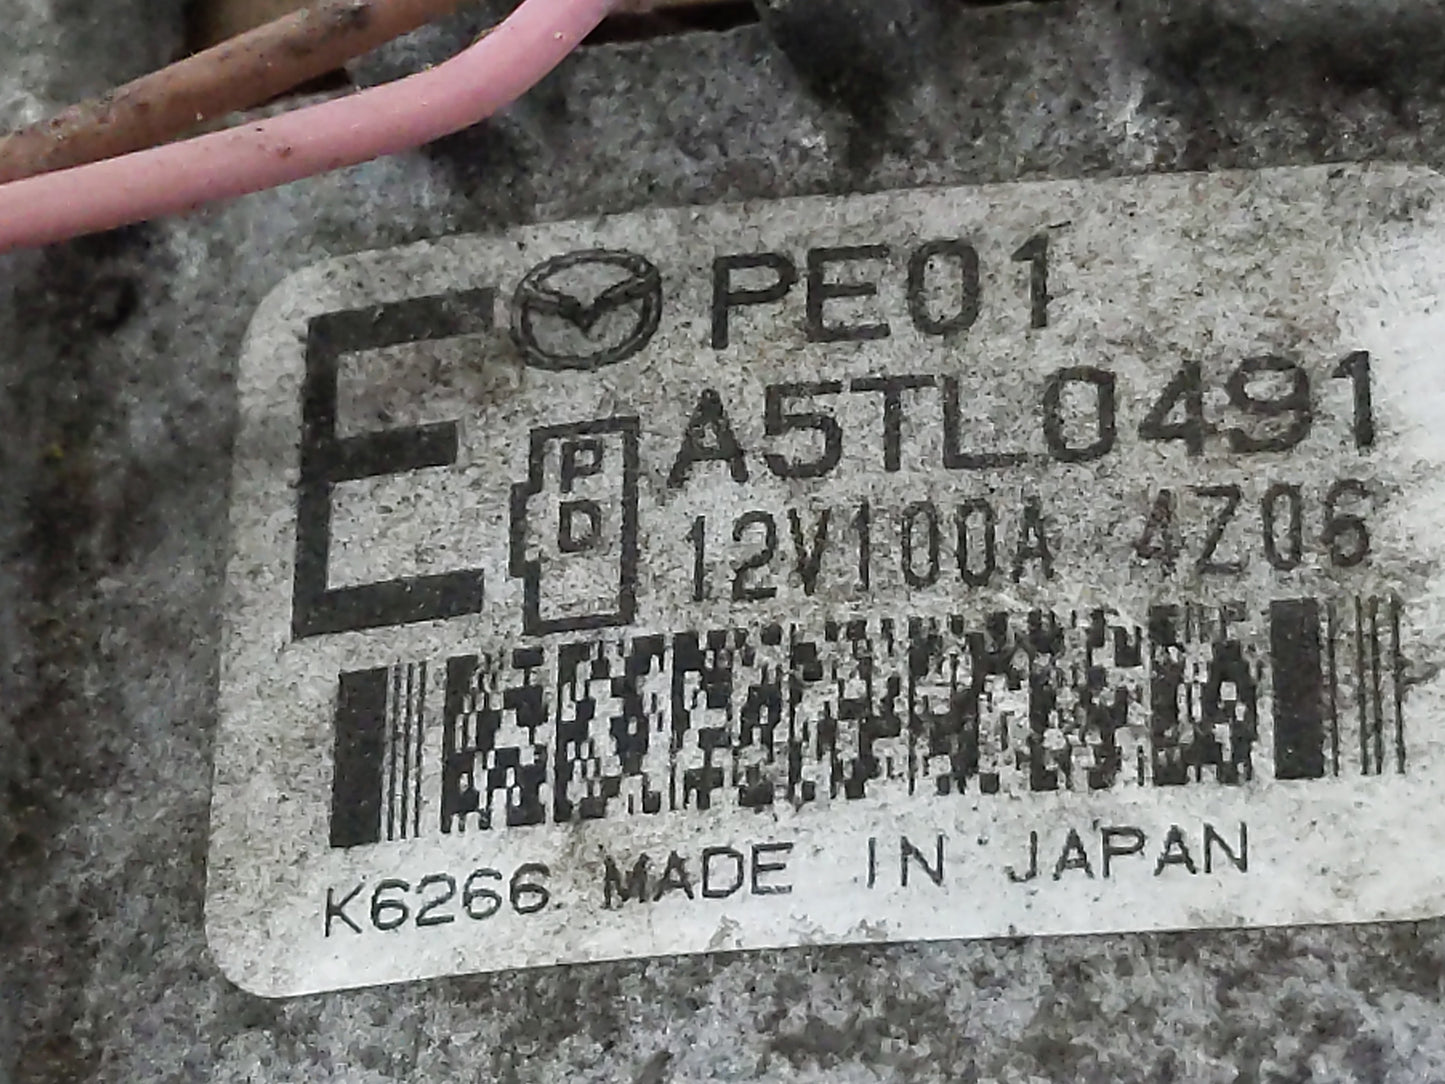 E PE01
P
D
A5TL0491
12V100A 4Z06
K6266 MADE IN JAPAN